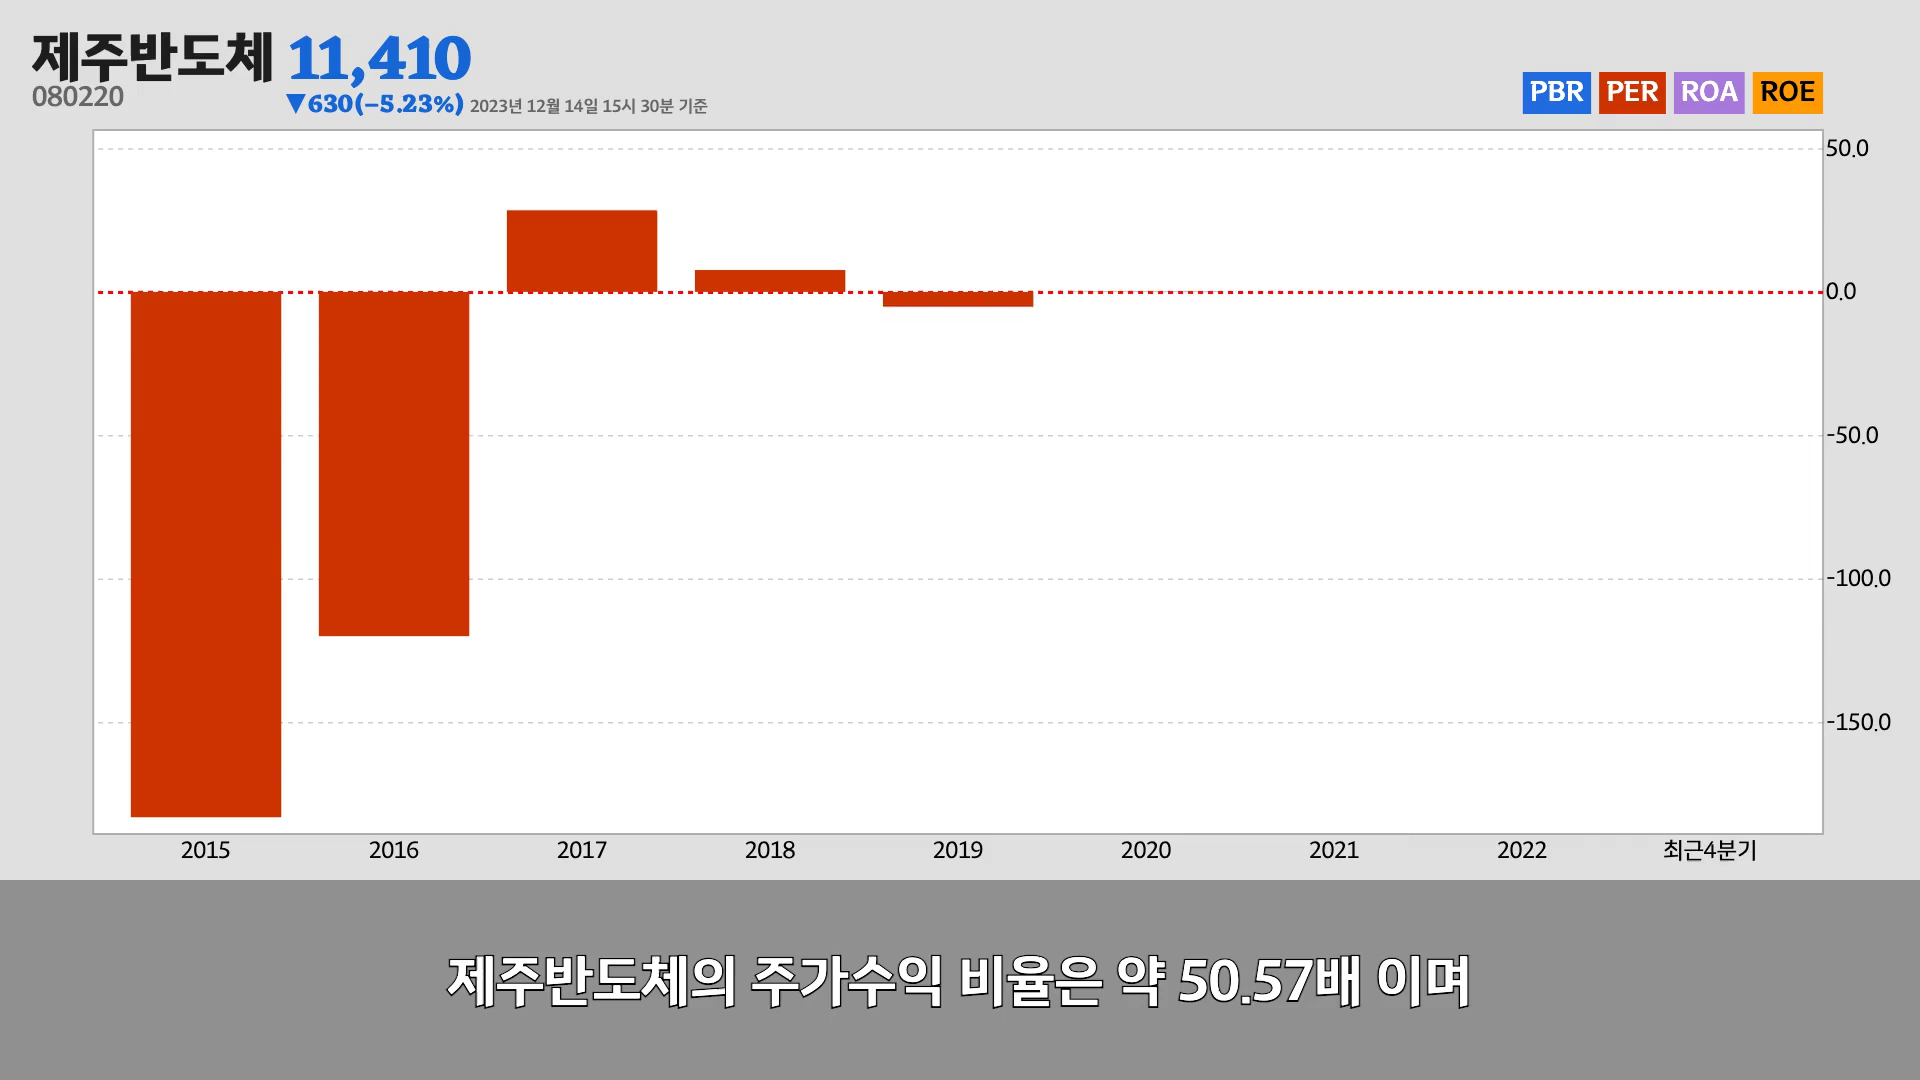 제주반도체 11,410
080220
▼630(−5.23%) 2023년 12월 14일 15시 30분 기준
PBR PER ROA ROE
50.0
0.0
-50.0
-100.0
-150.0
2015 2016 2017 2018 2019 2020 2021 2022 최근4분기
제주반도체의 주가수익 비율은 약 50.57배 이며